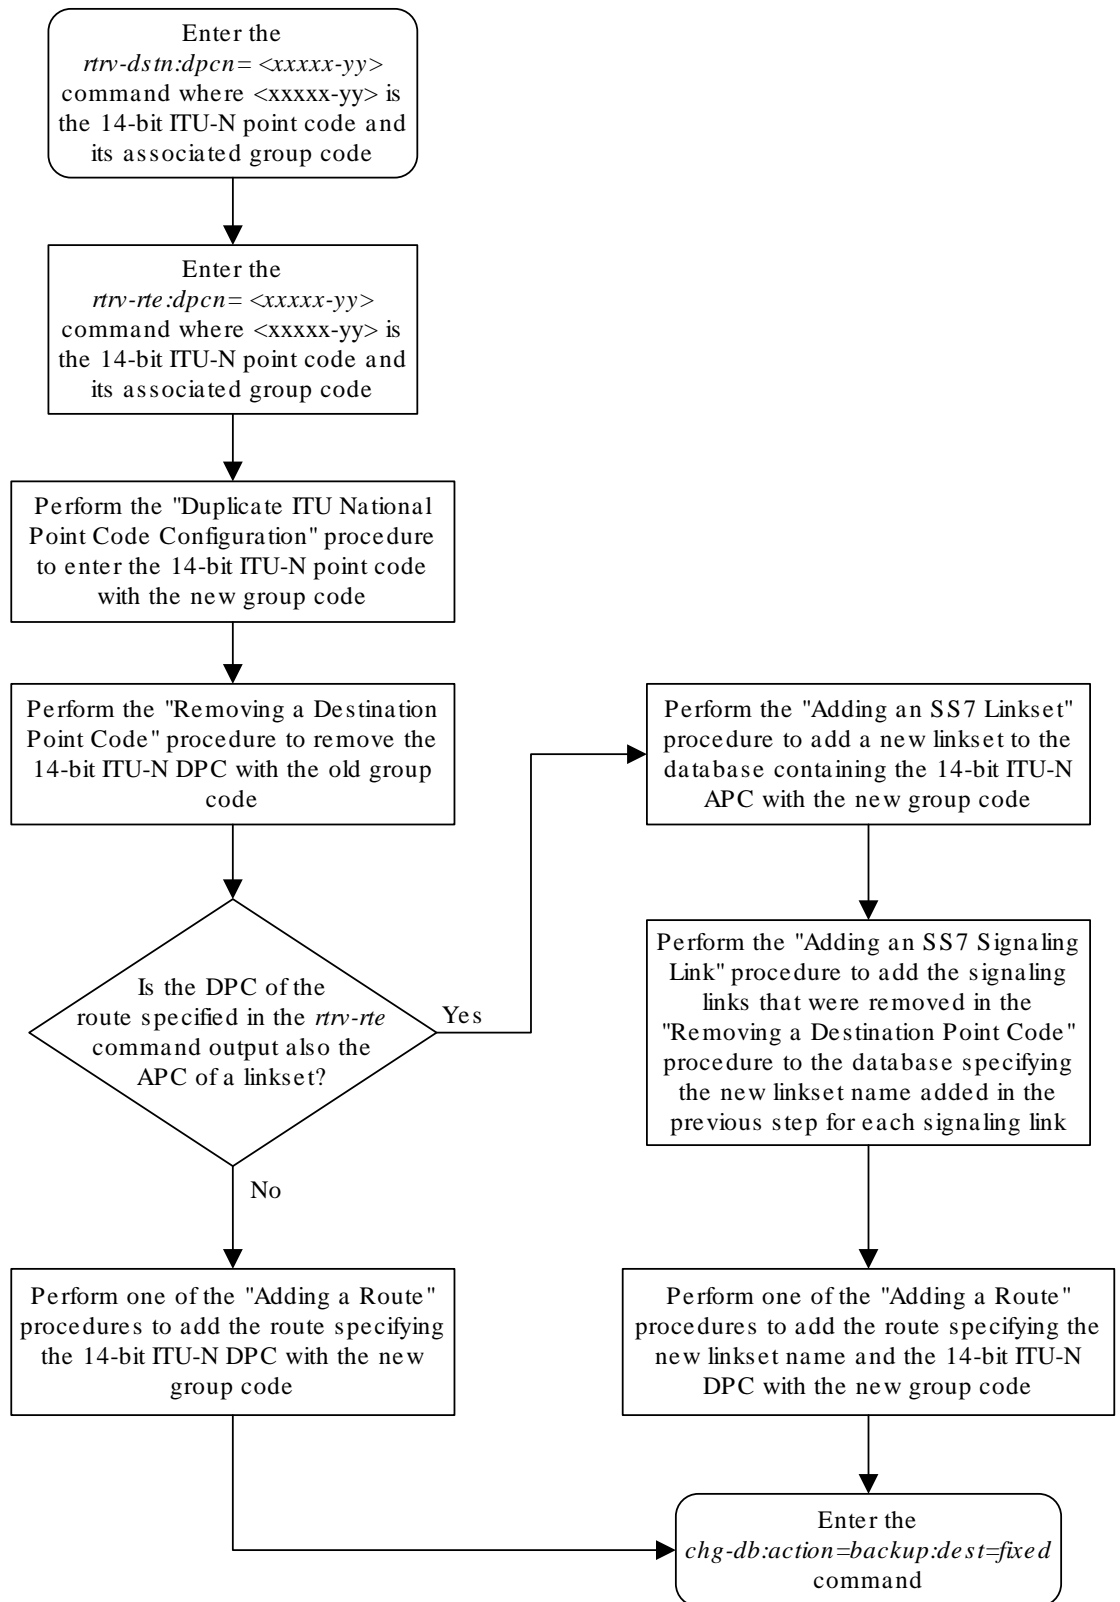 Enter the
rtrv-dstn:dpcn= <xxxxx-yy>
command where <xxxxx-yy> is
the 14-bit ITU-N point code and
its associated group code
Enter the
rtrv-rte:dpcn= <xxxxx-yy>
command where <xxxxx-yy> is
the 14-bit ITU-N point code and
its associated group code
Perform the "Duplicate ITU National
Point Code Configuration" procedure
to enter the 14-bit ITU-N point code
with the new group code
Perform the "Removing a Destination
Point Code" procedure to remove the
14-bit ITU-N DPC with the old group
code
Is the DPC of the
route specified in the rtrv-rte
command output also the
APC of a linkset?
Yes
No
Perform the "Adding an SS7 Linkset"
procedure to add a new linkset to the
database containing the 14-bit ITU-N
APC with the new group code
Perform the "Adding an SS7 Signaling
Link" procedure to add the signaling
links that were removed in the
"Removing a Destination Point Code"
procedure to the database specifying
the new linkset name added in the
previous step for each signaling link
Perform one of the "Adding a Route"
procedures to add the route specifying
the 14-bit ITU-N DPC with the new
group code
Perform one of the "Adding a Route"
procedures to add the route specifying the
new linkset name and the 14-bit ITU-N
DPC with the new group code
Enter the
chg-db:action=backup:dest=fixed
command